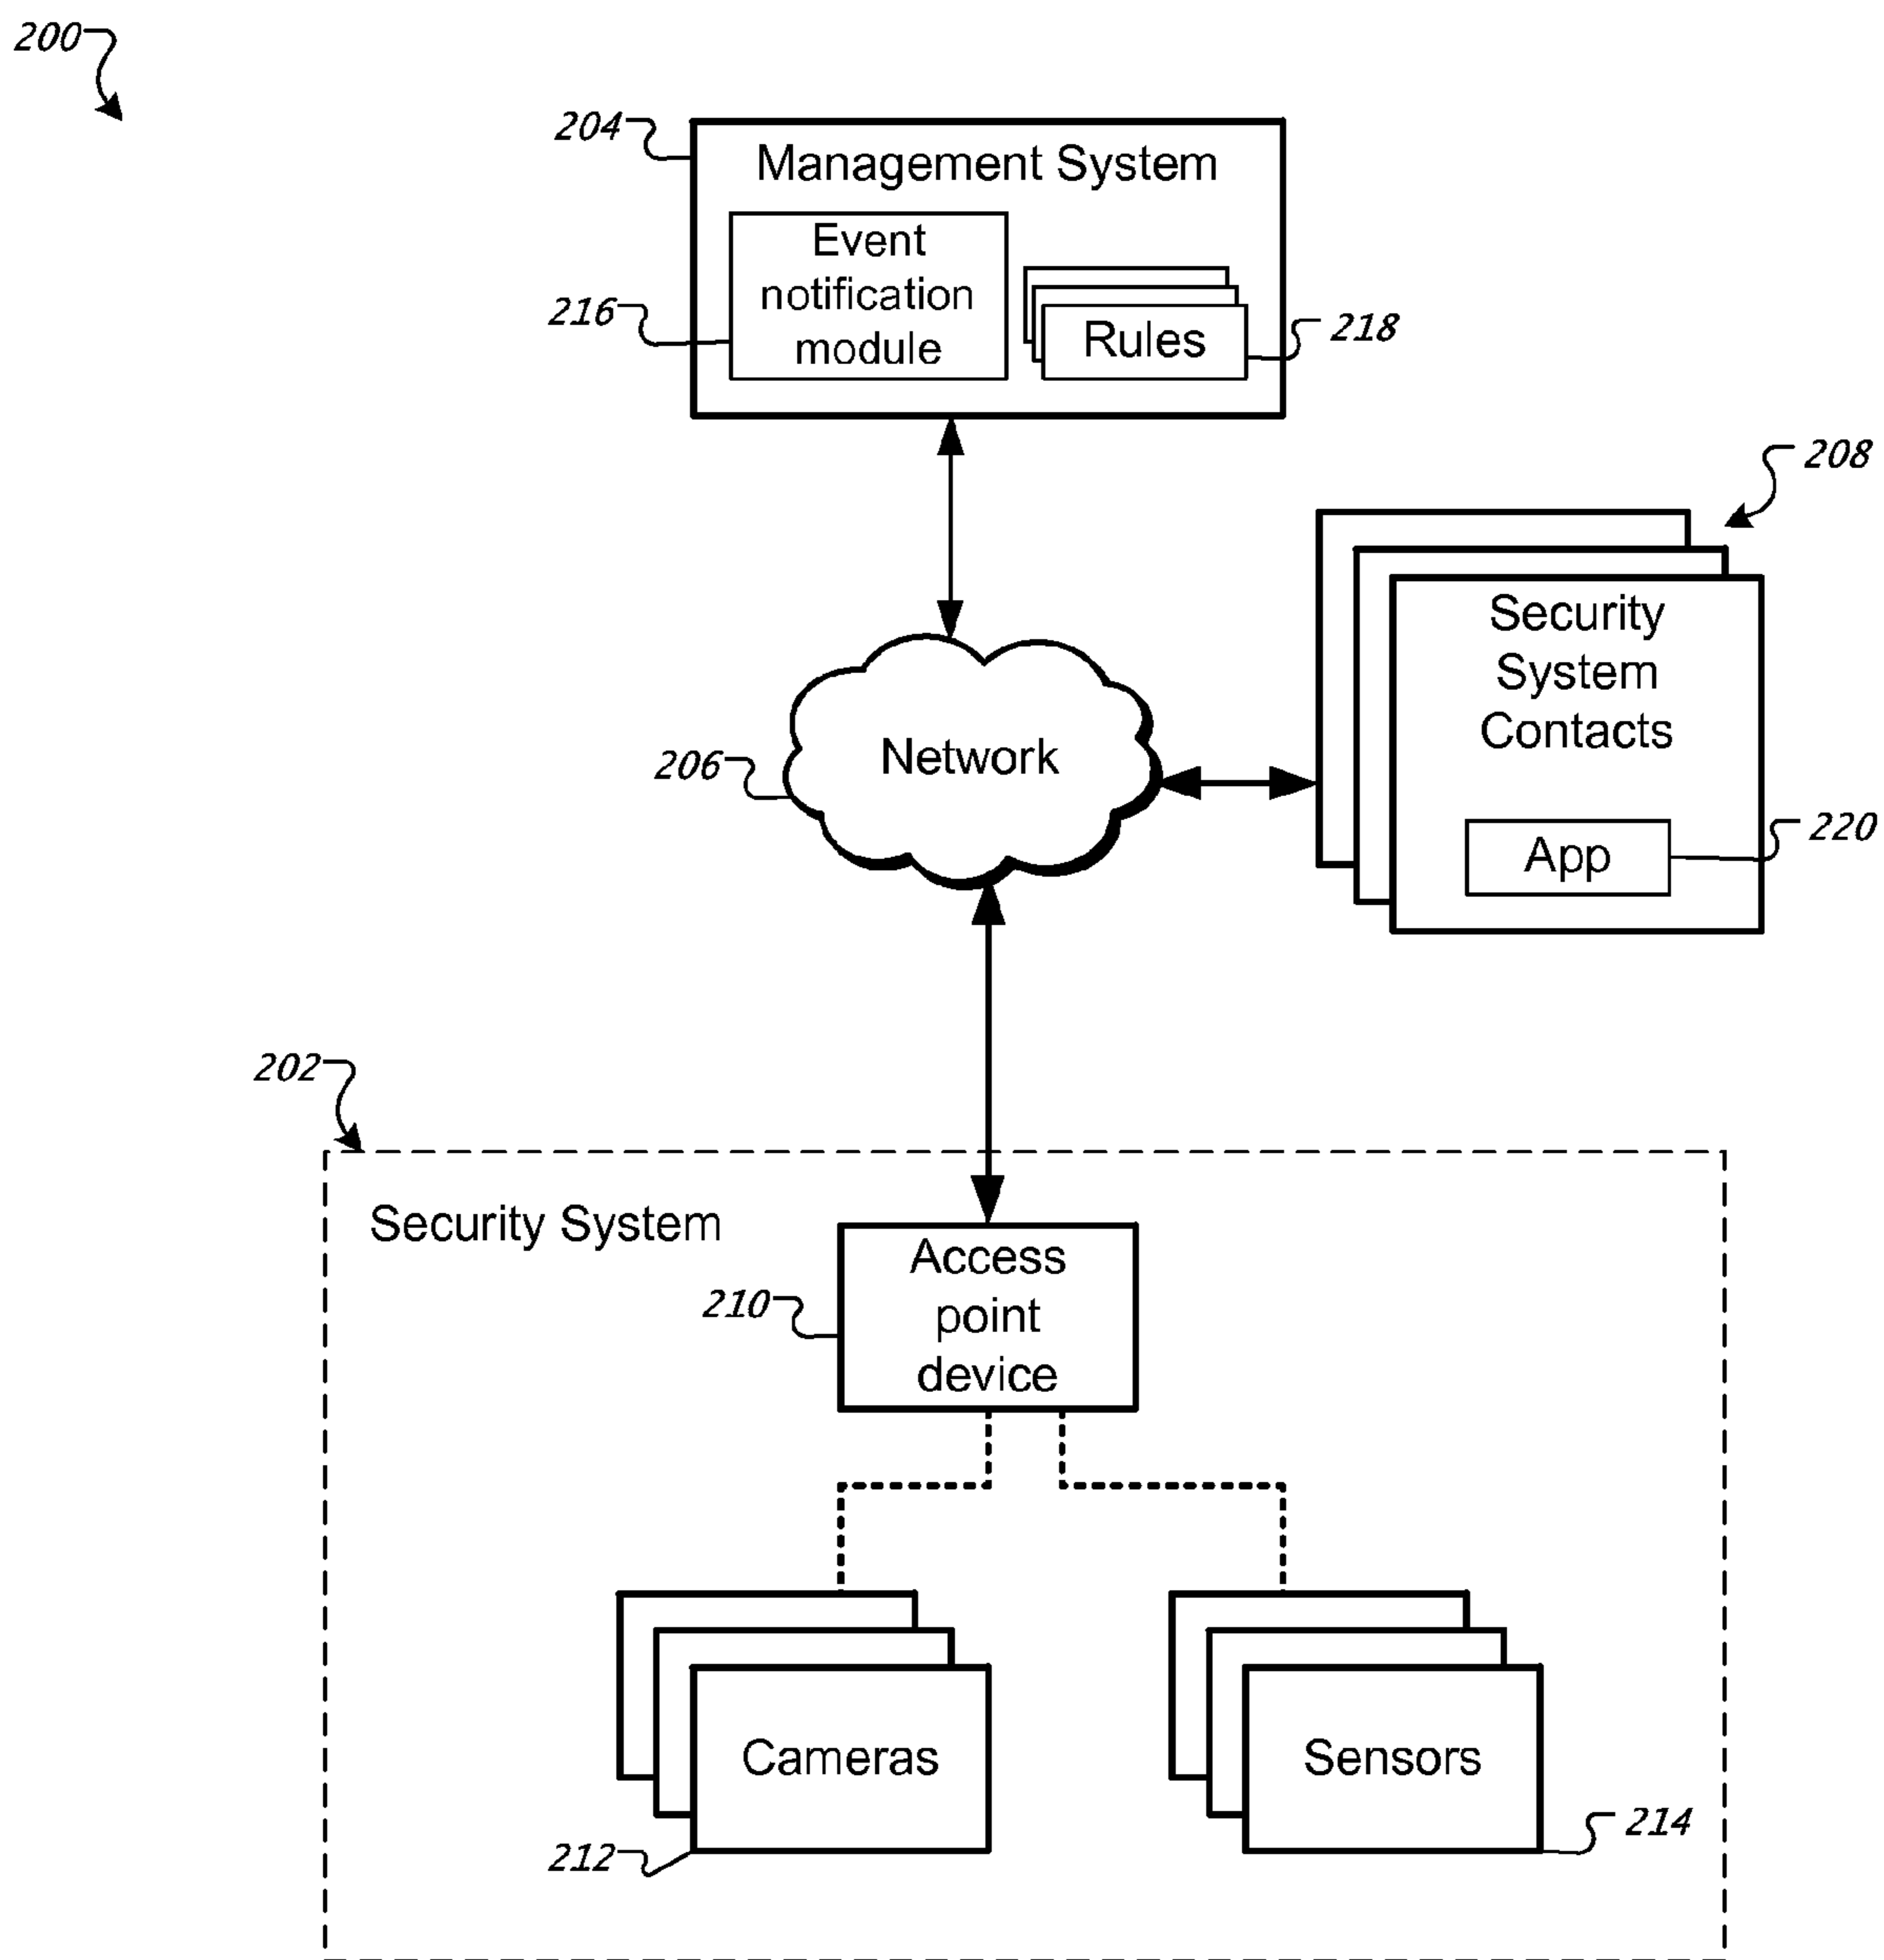 200
204
Management System
Event
notification
module
216
Rules
218
208
Security
System
Contacts
Network
206
App
220
202
Security System
Access
point
device
210
Cameras
Sensors
212
214